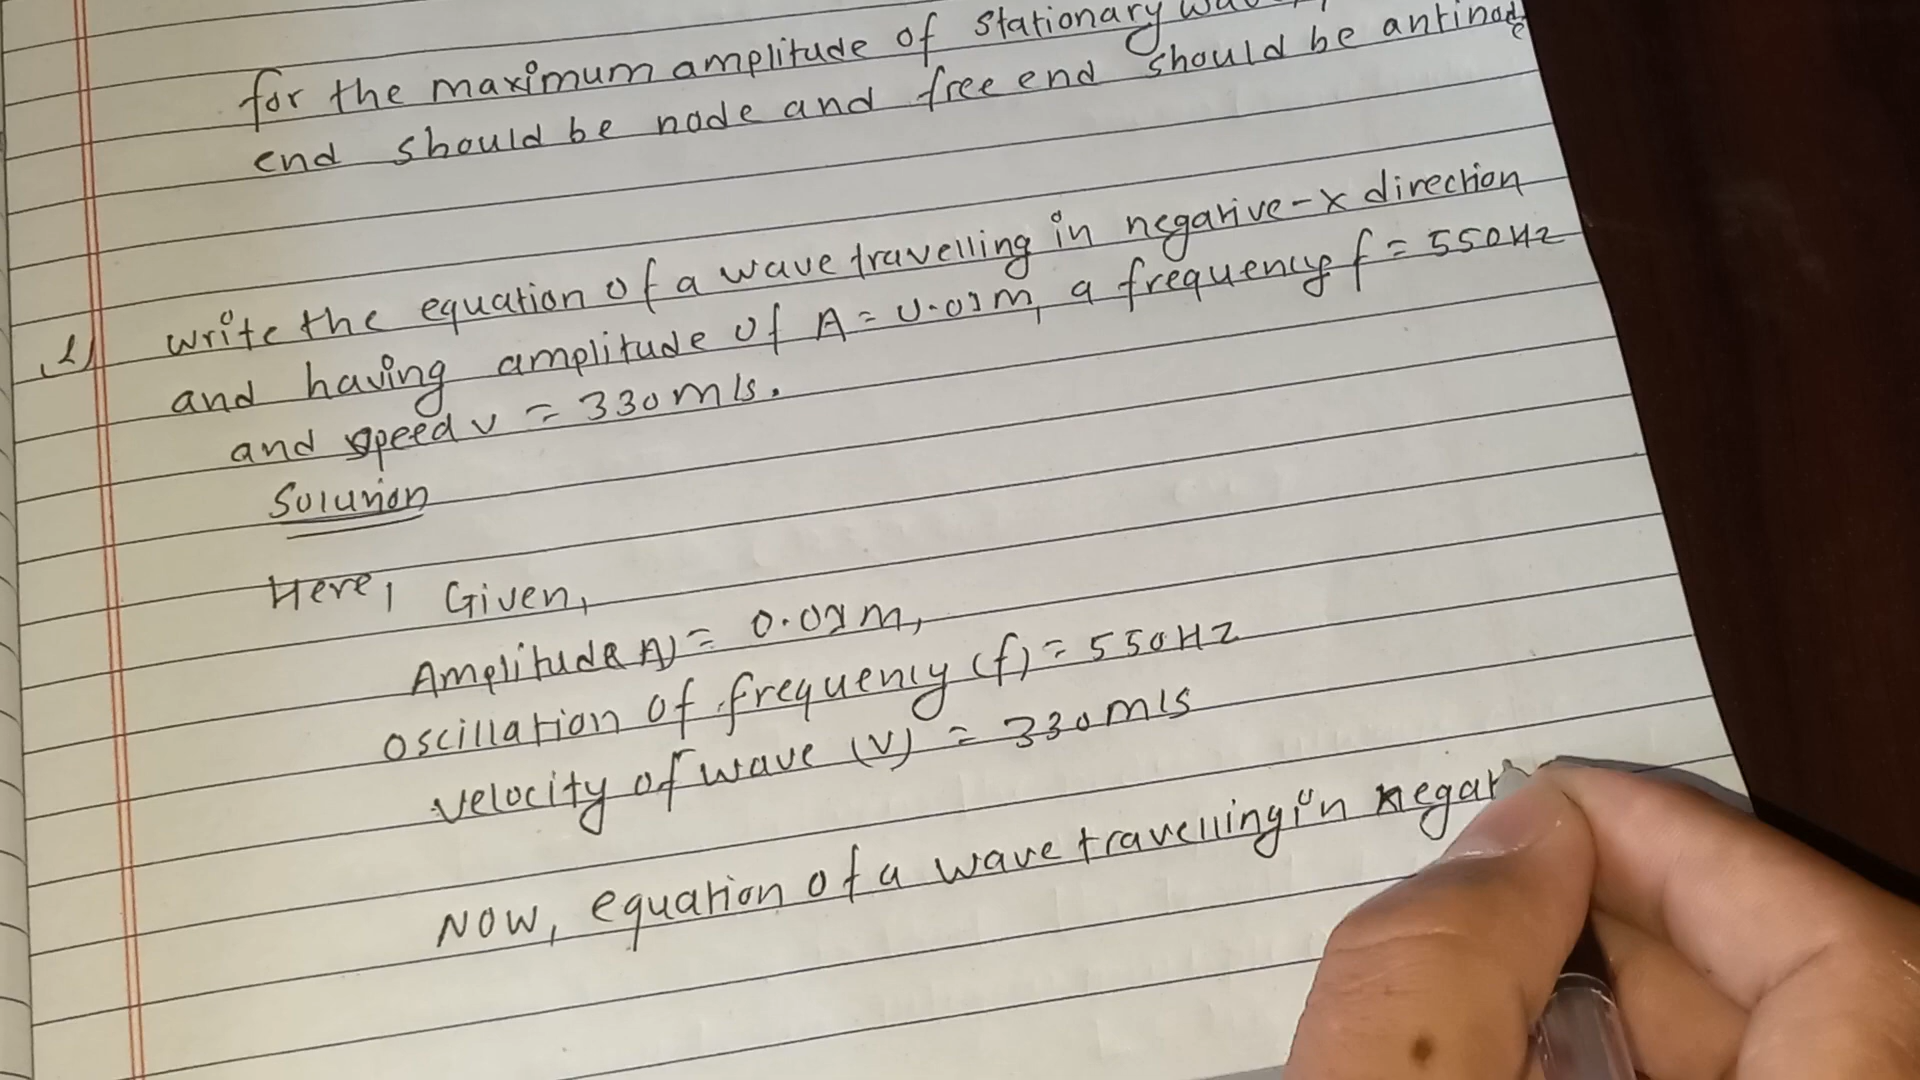 for the maximum amplitude of stationary
end should be node and free end should be antinode
write the equation of a wave travelling in negative-x direction
and having amplitude of A = 0.01m, a frequency f = 550Hz
and speed v = 330m/s.
Solution
Here, Given,
Amplitude A) = m,
oscillation of frequency (f) = 550Hz
velocity of wave (v) = 330m/s
NOW, equation of a wave travelling in